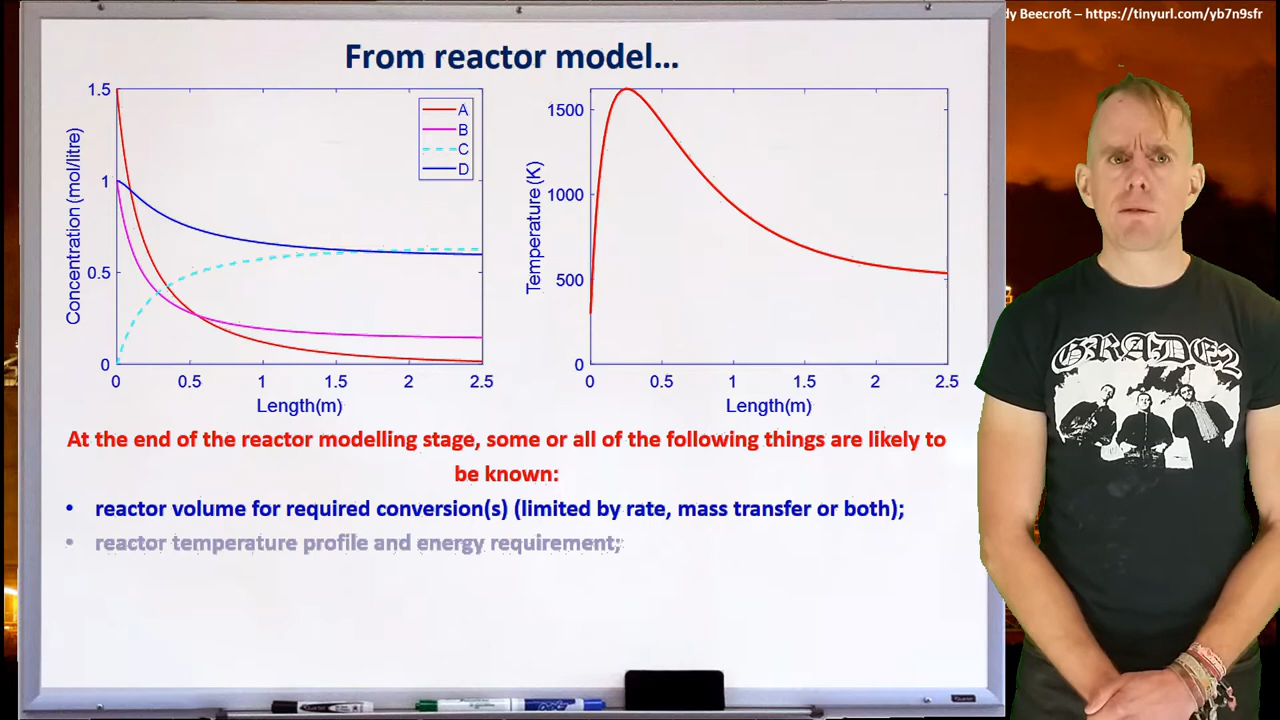 dy Beecroft – https://tinyurl.com/yb7n9sfr
From reactor model…
Concentration (mol/litre)
1.5
1
0.5
0
0 0.5 1 1.5 2 2.5
Length(m)
A
B
C
D
Temperature (K)
1500
1000
500
0
0 0.5 1 1.5 2 2.5
Length(m)
At the end of the reactor modelling stage, some or all of the following things are likely to
be known:
• reactor volume for required conversion(s) (limited by rate, mass transfer or both);
• reactor temperature profile and energy requirement;
GRADE2